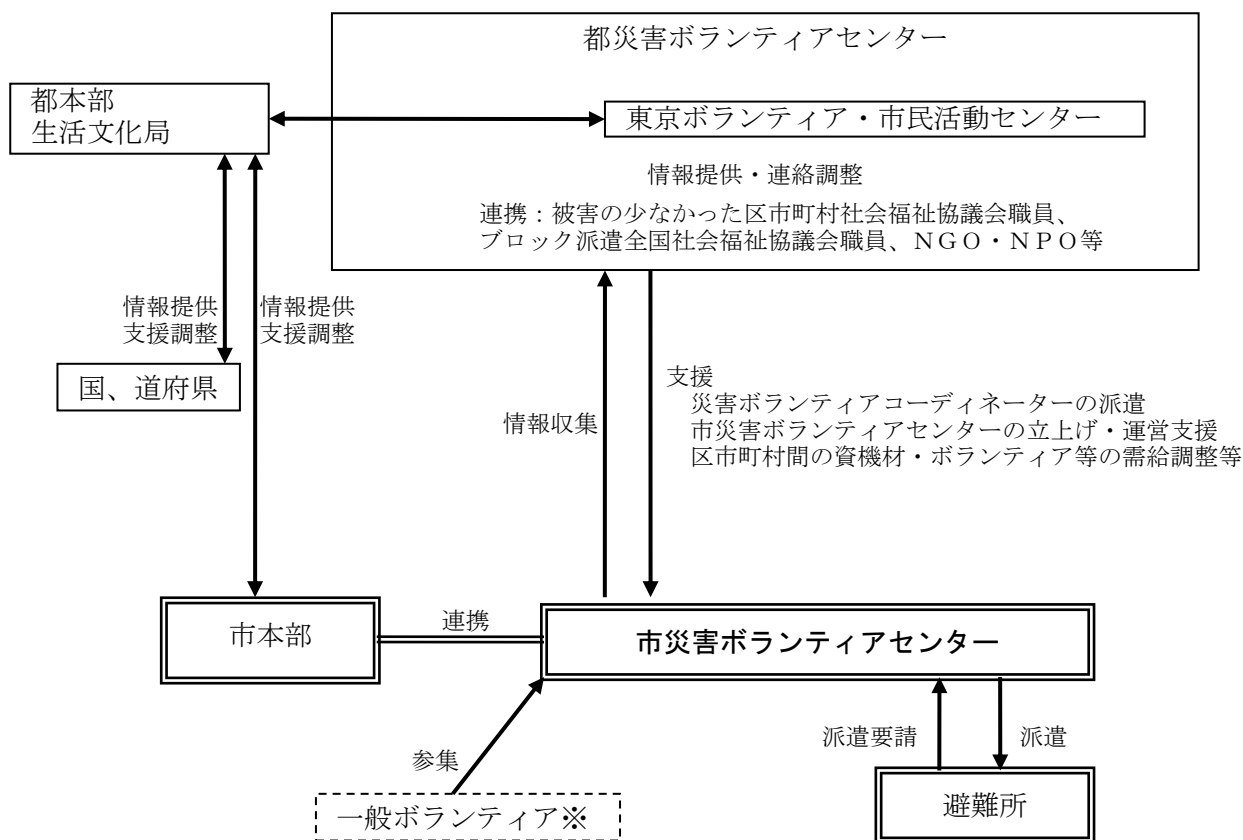 都災害ボランティアセンター
都本部
生活文化局
東京ボランティア・市民活動センター
情報提供・連絡調整
連携：被害の少なかった区市町村社会福祉協議会職員、
ブロック派遣全国社会福祉協議会職員、ＮＧＯ・ＮＰＯ等
情報提供
支援調整
情報提供
支援調整
国、道府県
情報収集
支援
災害ボランティアコーディネーターの派遣
市災害ボランティアセンターの立上げ・運営支援
区市町村間の資機材・ボランティア等の需給調整等
市本部
連携
市災害ボランティアセンター
参集
派遣要請
派遣
一般ボランティア※
避難所